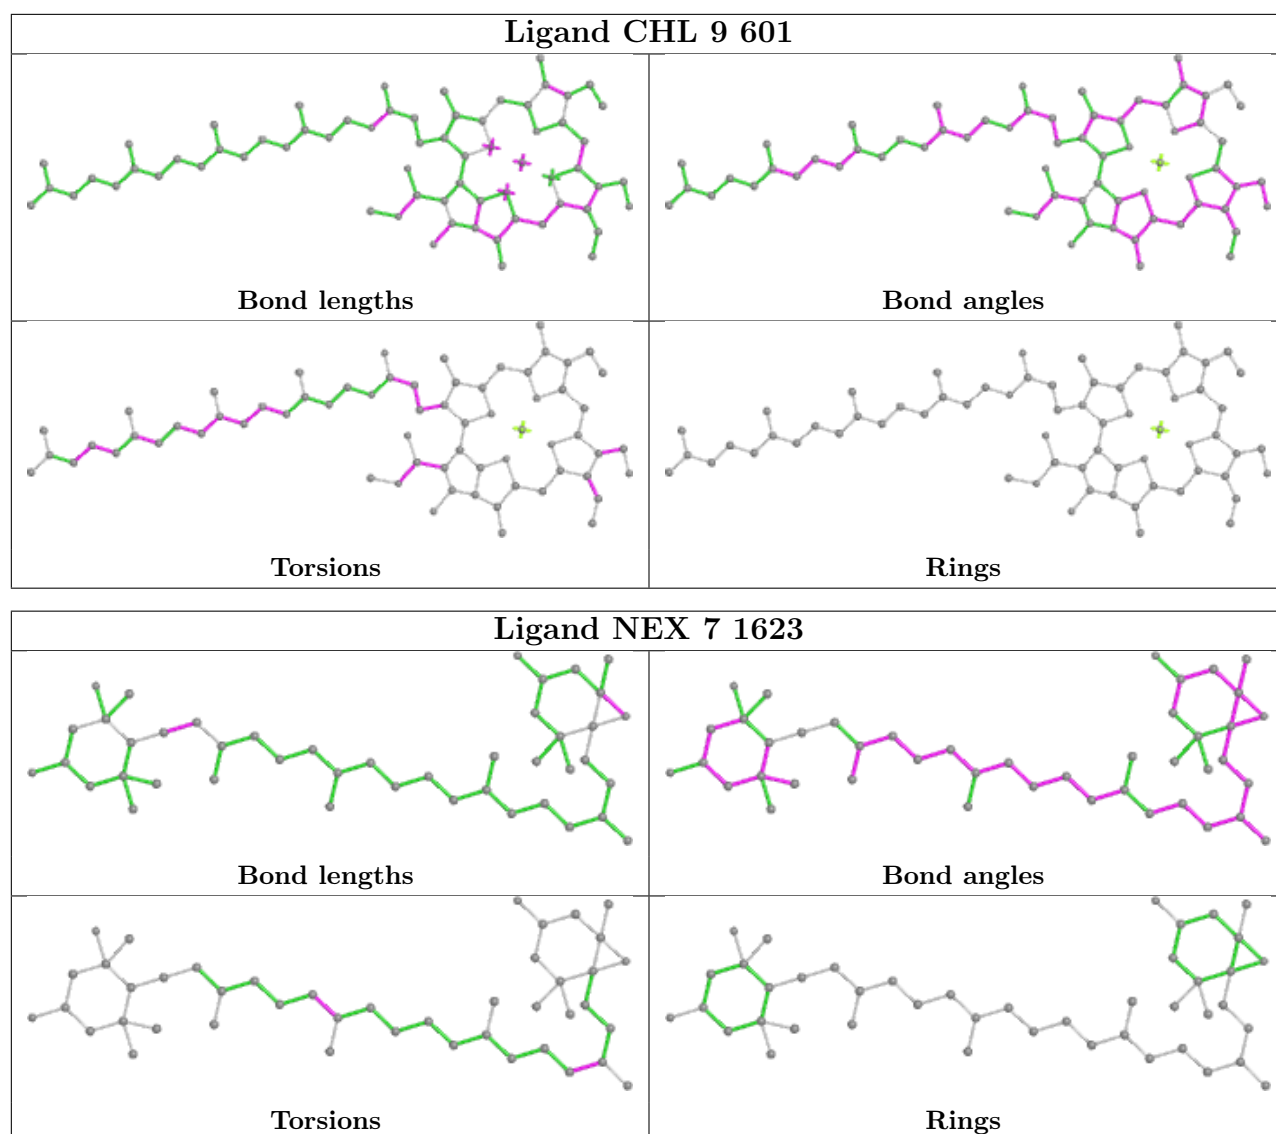 Ligand CHL 9 601
Bond lengths
Bond angles
Torsions
Rings
Ligand NEX 7 1623
Bond lengths
Bond angles
Torsions
Rings